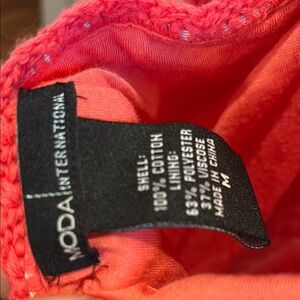 MODA INTERNATIONAL
SHELL:
100% COTTON
LINING:
63% POLYESTER
37% VISCOSE
MADE IN CHINA
M